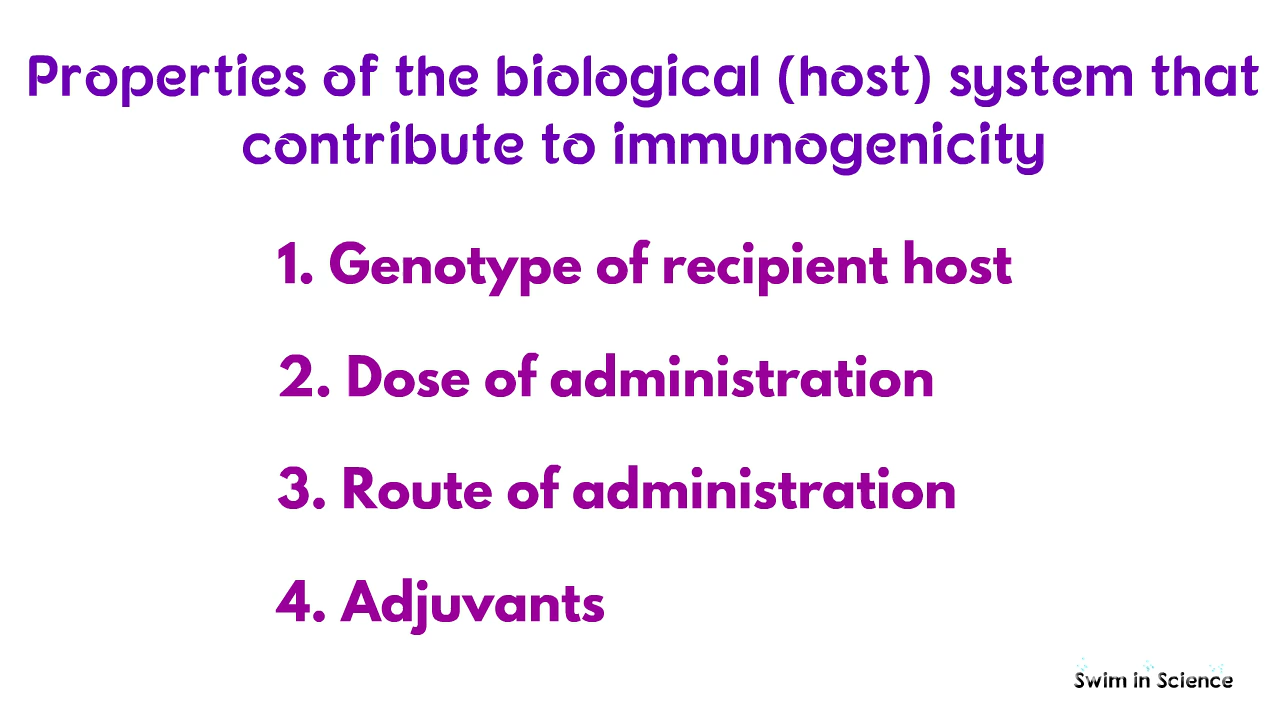 Properties of the biological (host) system that
contribute to immunogenicity
1. Genotype of recipient host
2. Dose of administration
3. Route of administration
4. Adjuvants
Swim in Science